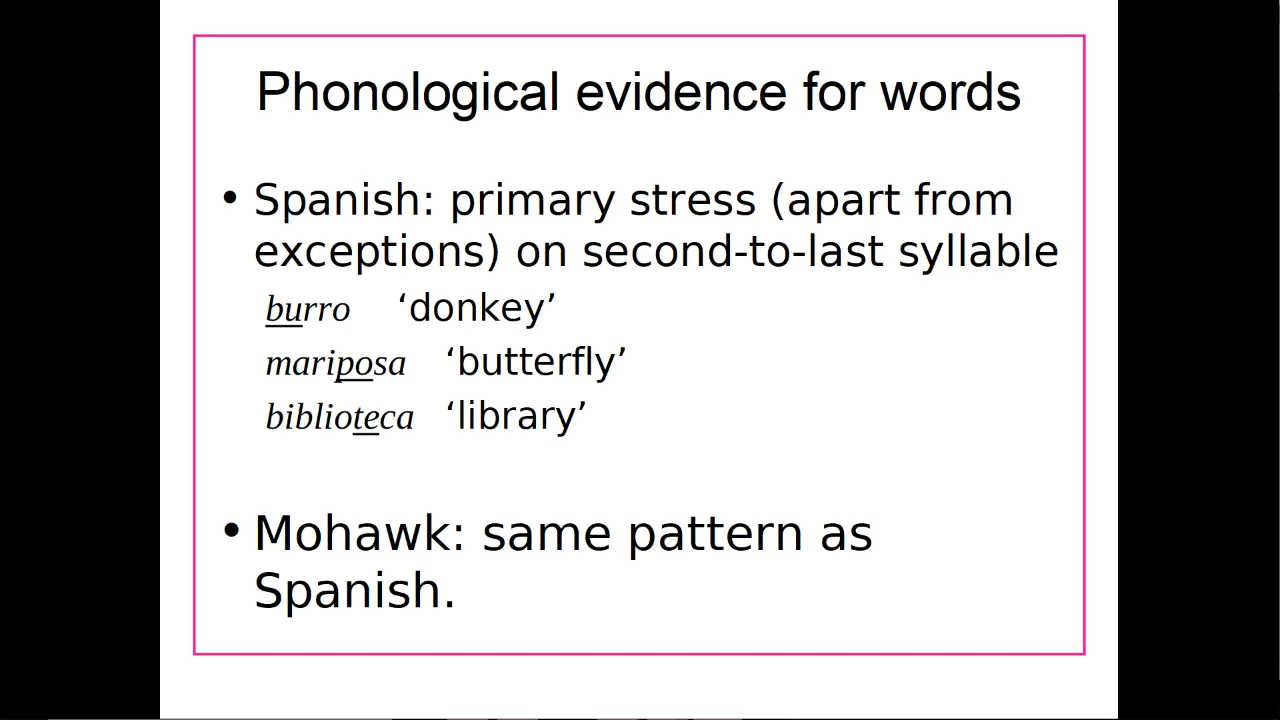 Phonological evidence for words
• Spanish: primary stress (apart from
exceptions) on second-to-last syllable
burro ‘donkey’
mariposa ‘butterfly’
biblioteca ‘library’
• Mohawk: same pattern as
Spanish.